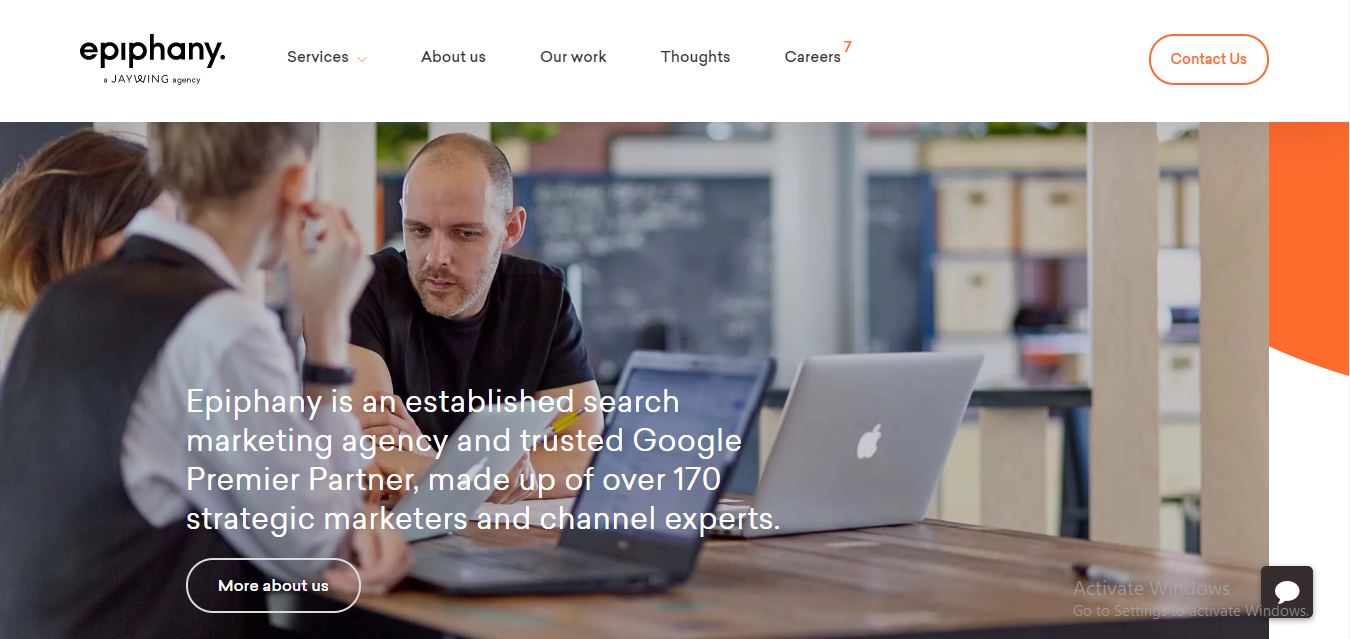 epiphany.
a JAYWING agency
Services
About us
Our work
Thoughts
Careers
7
Contact Us
Epiphany is an established search
marketing agency and trusted Google
Premier Partner, made up of over 170
strategic marketers and channel experts.
More about us
Activate Windows
Go to Settings to activate Windows.